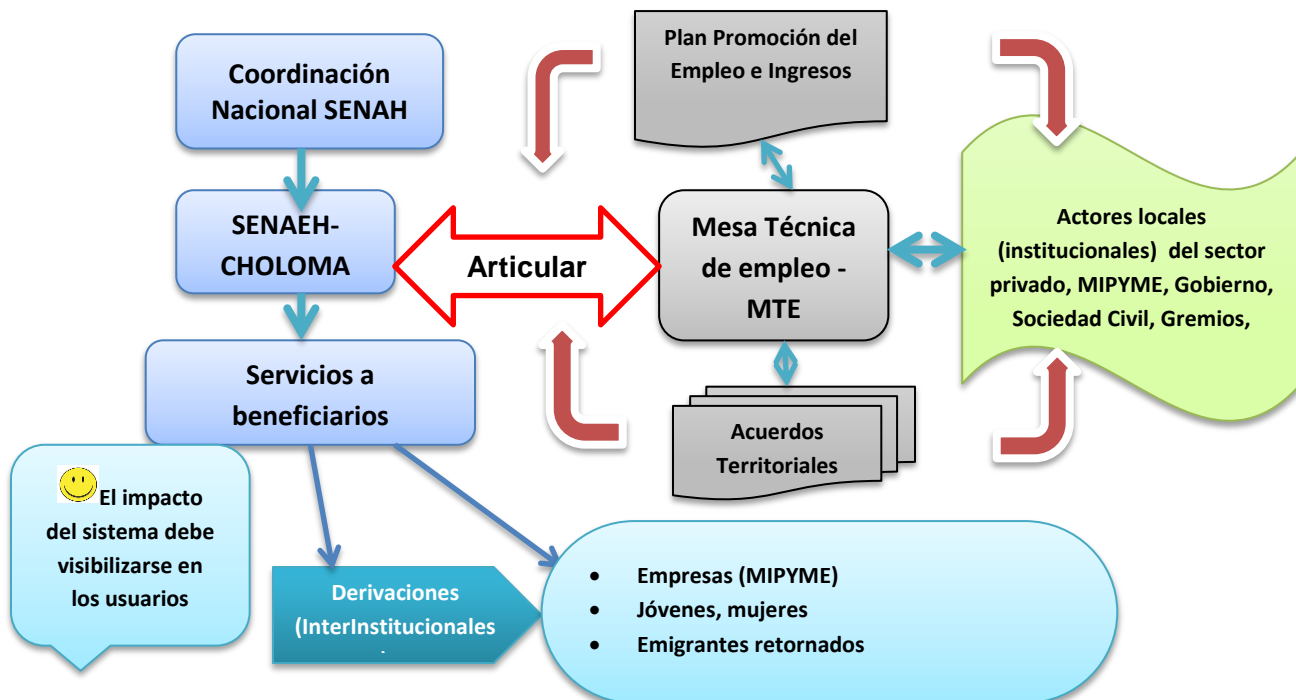 Coordinación
Nacional SENAH
SENAEH-
CHOLOMA
Servicios a
beneficiarios
El impacto
del sistema debe
visibilizarse en
los usuarios
Articular
Plan Promoción del
Empleo e Ingresos
Mesa Técnica
de empleo -
MTE
Acuerdos
Territoriales
Actores locales
(institucionales) del sector
privado, MIPYME, Gobierno,
Sociedad Civil, Gremios,
Derivaciones
(InterInstitucionales
• Empresas (MIPYME)
• Jóvenes, mujeres
• Emigrantes retornados